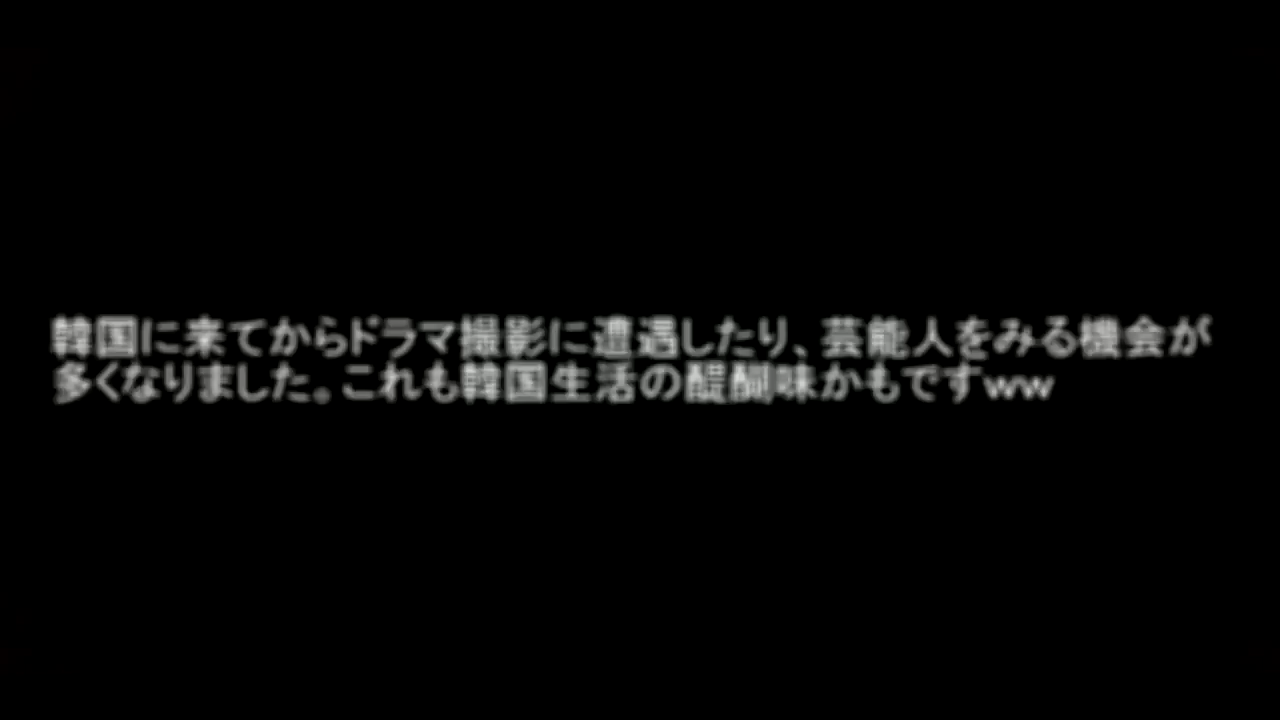 韓国に来てからドラマ撮影に遭遇したり、芸能人をみる機会が
多くなりました。これも韓国生活の醍醐味かもですww